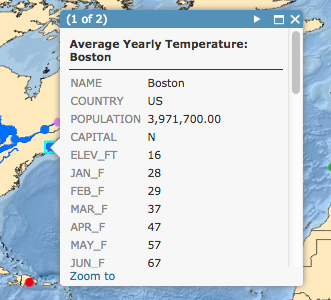 (1 of 2)
Average Yearly Temperature:
Boston
NAME Boston
COUNTRY US
POPULATION 3,971,700.00
CAPITAL N
ELEV_FT 16
JAN_F 28
FEB_F 29
MAR_F 37
APR_F 47
MAY_F 57
JUN_F 67
Zoom to